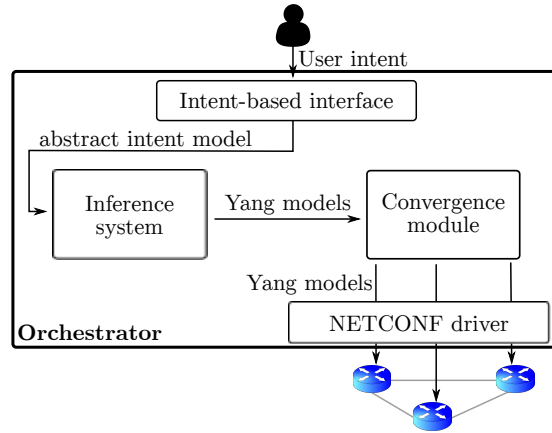 User intent
Intent-based interface
abstract intent model
Inference
system
Yang models
Convergence
module
Yang models
NETCONF driver
Orchestrator